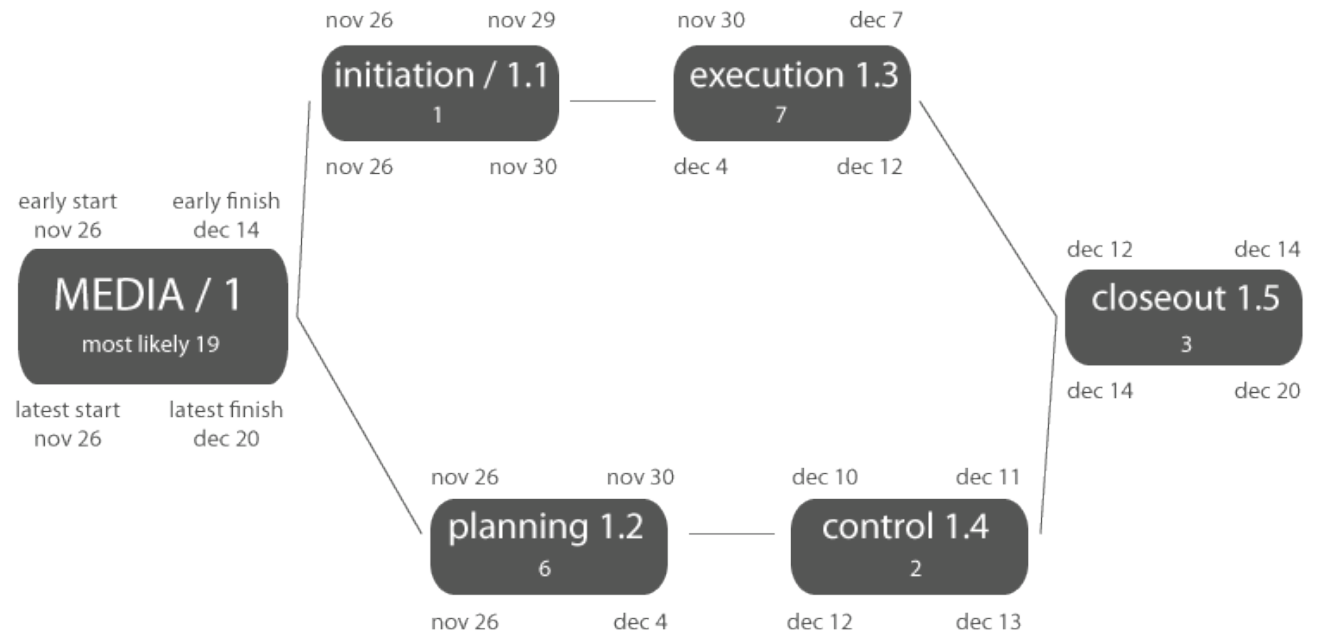 nov 26 nov 29
initiation / 1.1
1
nov 26 nov 30
nov 30 dec 7
execution 1.3
7
dec 4 dec 12
early start early finish
nov 26 dec 14
MEDIA / 1
most likely 19
latest start latest finish
nov 26 dec 20
dec 12 dec 14
closeout 1.5
3
dec 14 dec 20
nov 26 nov 30
planning 1.2
6
nov 26 dec 4
dec 10 dec 11
control 1.4
2
dec 12 dec 13